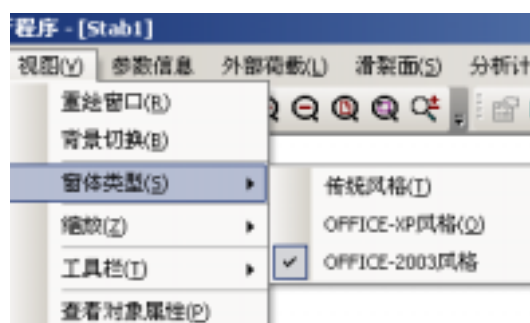 程序 - [Stab1]
视图(V) 参数信息 外部荷载(L) 滑裂面(S) 分析计
重绘窗口(R)
背景切换(B)
窗体类型(S)
传统风格(T)
缩放(Z)
OFFICE-XP风格(O)
工具栏(T)
OFFICE-2003风格
查看对象属性(P)